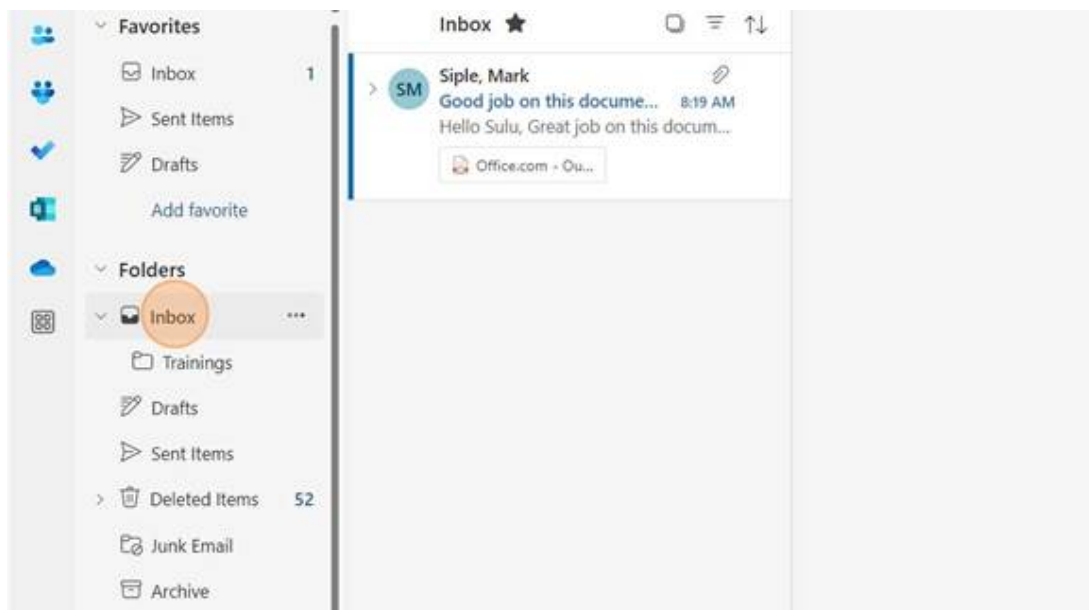 Favorites
Inbox 1
Sent Items
Drafts
Add favorite
Folders
Inbox
Trainings
Drafts
Sent Items
Deleted Items 52
Junk Email
Archive
Inbox
SM
Siple, Mark
Good job on this docume... 8:19 AM
Hello Sulu, Great job on this docum...
Office.com - Ou...